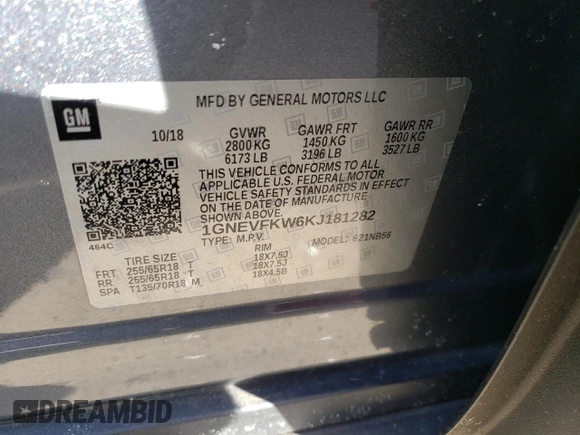 GM
MFD BY GENERAL MOTORS LLC
10/18 GVWR GAWR FRT GAWR RR
2800 KG 1450 KG 1600 KG
6173 LB 3196 LB 3527 LB
THIS VEHICLE CONFORMS TO ALL
APPLICABLE U.S. FEDERAL MOTOR
VEHICLE SAFETY STANDARDS IN EFFECT
ON THE DATE OF MANUFACTURE
SHOWN ABOVE.
1GNEVFKW6KJ181282
464C TYPE: M.P.V. MODEL: 621NB56
TIRE SIZE RIM
FRT 255/65R18 T 18X7.5J
RR 255/65R18 T 18X7.5J
SPA T135/70R18 M 18X4.5B
DREAMBID